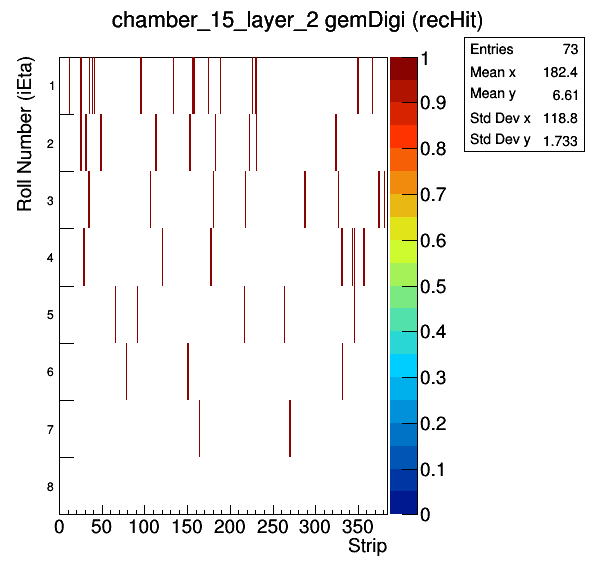 chamber_15_layer_2 gemDigi (recHit)
Entries 73
Mean x 182.4
Mean y 6.61
Std Dev x 118.8
Std Dev y 1.733
Roll Number (iEta)
1
2
3
4
5
6
7
8
0 50 100 150 200 250 300 350
Strip
1
0.9
0.8
0.7
0.6
0.5
0.4
0.3
0.2
0.1
0